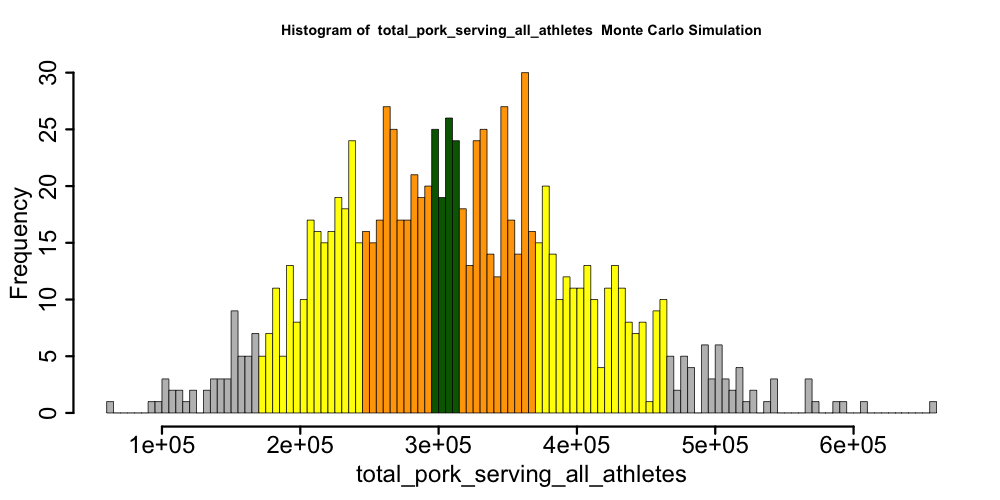 Histogram of  total_pork_serving_all_athletes  Monte Carlo Simulation
30
25
20
15
10
5
0
Frequency
1e+05 2e+05 3e+05 4e+05 5e+05 6e+05
total_pork_serving_all_athletes